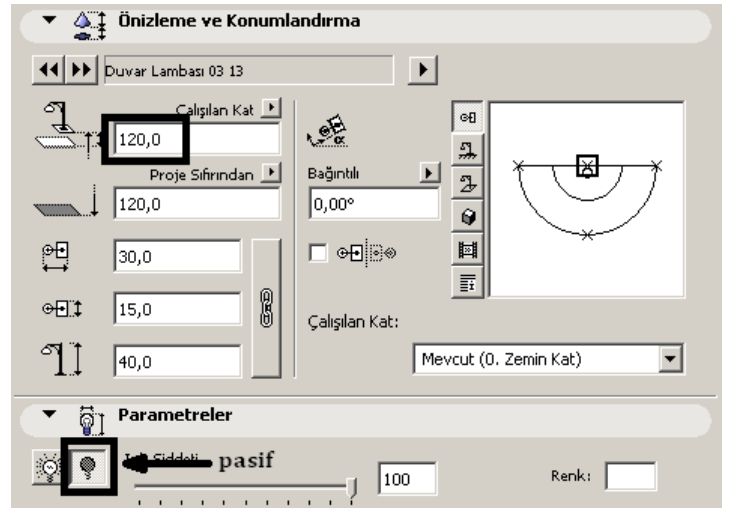 Önizleme ve Konumlandırma
Duvar Lambası 03 13
Çalışılan Kat
120,0
Proje Sıfırından
120,0
30,0
15,0
40,0
Bağıntılı
0,00°
Çalışılan Kat:
Mevcut (0. Zemin Kat)
Parametreler
pasif
100
Renk: